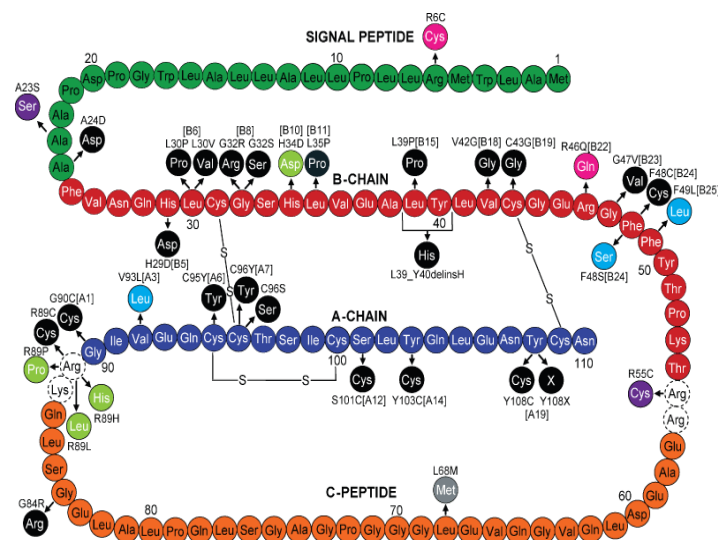 R6C
SIGNAL PEPTIDE Cys
20 10 1
Asp Pro Gly Trp Leu Ala Leu Leu Ala Leu Leu Pro Leu Leu Arg Met Trp Leu Ala Met
Pro
A23S
Ser Ala
A24D
Ala Asp
Ala
[B6] [B8] [B10] [B11]
L30P L30V G32R G32S H34D L35P L39P[B15] V42G[B18] C43G[B19] R46Q[B22]
Pro Val Arg Ser Asp Pro Pro Gly Gly Gln
G47V[B23]
Val
F48C[B24]
Cys
F49L[B25]
Leu
B-CHAIN
Phe Val Asn Gln His Leu Cys Gly Ser His Leu Val Glu Ala Leu Tyr Leu Val Cys Gly Glu Arg Gly Phe Phe Tyr Thr Pro Lys Thr
30 40 50
Asp
H29D[B5]
His
L39_Y40delinsH
Ser
F48S[B24]
S S
V93L[A3] C95Y[A6] C96Y[A7] C96S
Leu Tyr Tyr Ser
G90C[A1]
Cys
R89C
Cys
R89P
Pro
A-CHAIN
Gly Ile Val Glu Gln Cys Cys Thr Ser Ile Cys Ser Leu Tyr Gln Leu Glu Asn Tyr Cys Asn
90 100 110
S S
Cys Cys Cys X
S101C[A12] Y103C[A14] Y108C Y108X
[A19]
Arg
Lys
His
R89H
Leu
R89L
R55C
Cys Arg
Arg
Gln
Leu
Ser
Gly
G84R
Arg
Glu
Ala
Glu
Asp
C-PEPTIDE
L68M
Met
80 70 60
Glu Leu Ala Leu Pro Gln Leu Ser Gly Ala Gly Pro Gly Gly Gly Leu Glu Val Gln Gly Val Gln Leu